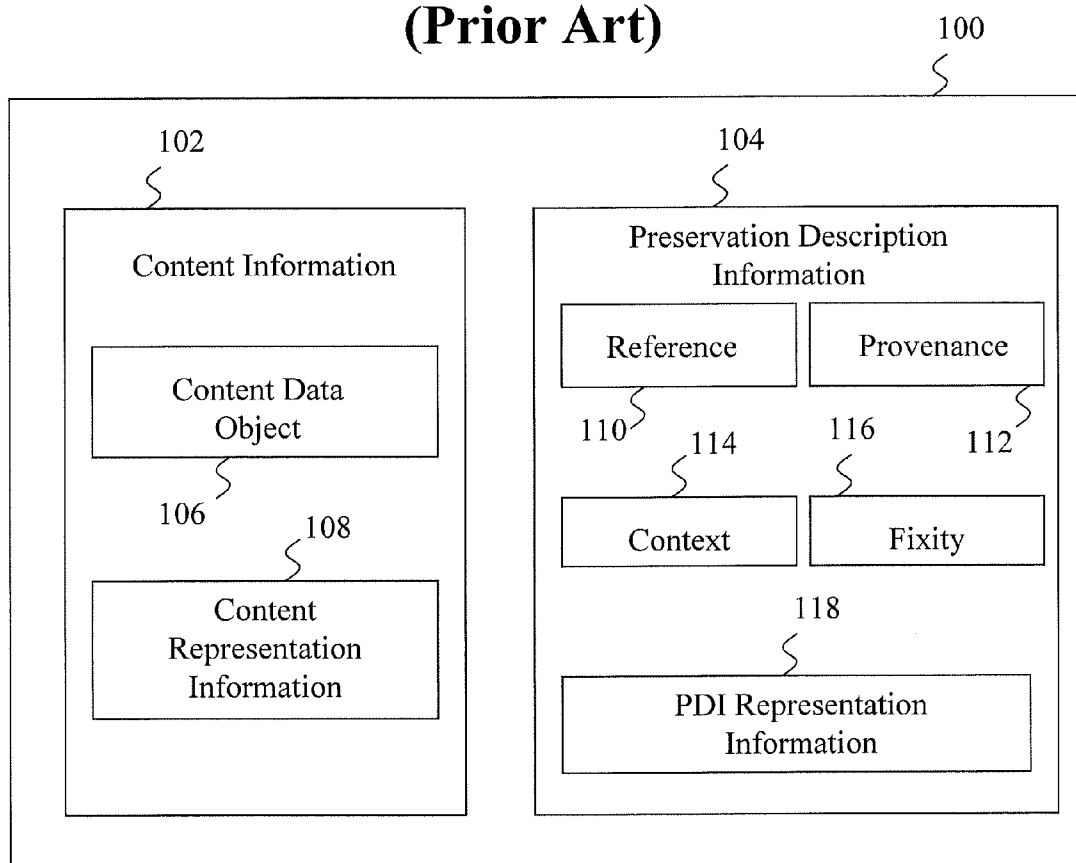 (Prior Art)
100
102
104
Content Information
Preservation Description
Information
Reference
Provenance
Content Data
Object
110
114
116
112
106
108
Context
Fixity
Content
Representation
Information
118
PDI Representation
Information